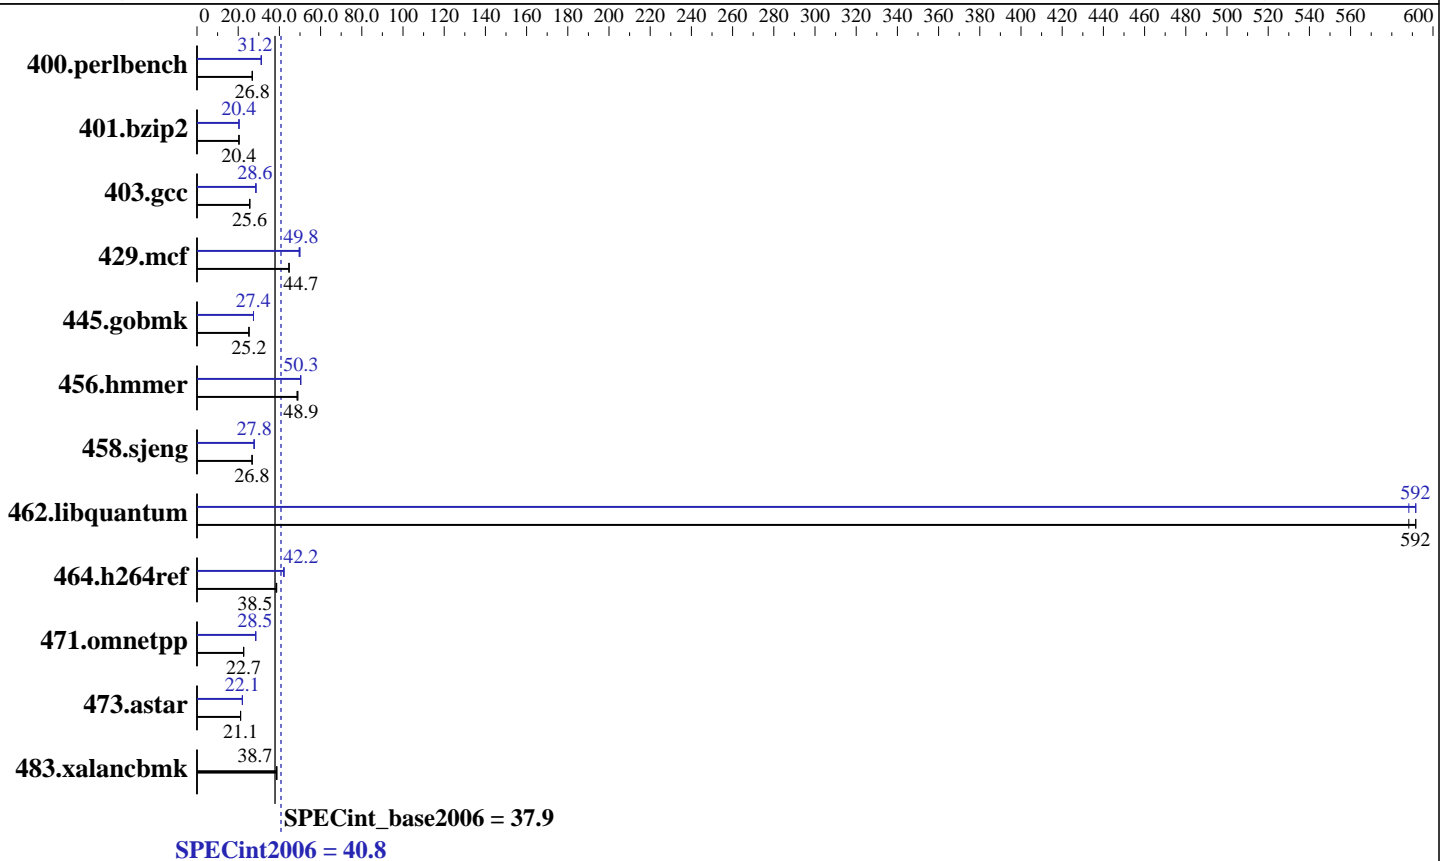 0 20.0 40.0 60.0 80.0 100 120 140 160 180 200 220 240 260 280 300 320 340 360 380 400 420 440 460 480 500 520 540 560 600
31.2
400.perlbench
26.8
20.4
401.bzip2
20.4
28.6
403.gcc
25.6
49.8
429.mcf
44.7
27.4
445.gobmk
25.2
50.3
456.hmmer
48.9
27.8
458.sjeng
26.8
592
462.libquantum
592
42.2
464.h264ref
38.5
28.5
471.omnetpp
22.7
22.1
473.astar
21.1
38.7
483.xalancbmk
SPECint_base2006 = 37.9
SPECint2006 = 40.8